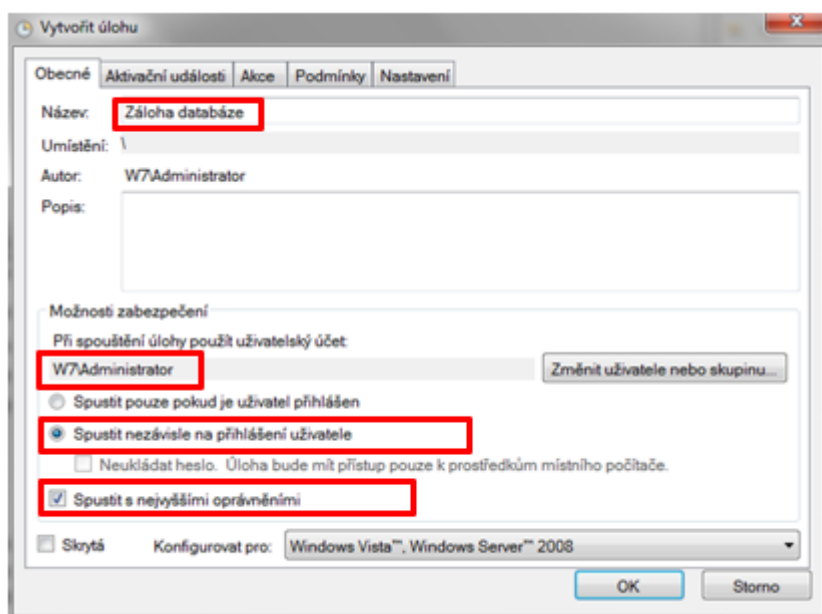 Vytvořit úlohu
Obecné Aktivační události Akce Podmínky Nastavení
Název: Záloha databáze
Umístění: \
Autor: W7\Administrator
Popis:
Možnosti zabezpečení
Při spouštění úlohy použít uživatelský účet:
W7\Administrator Změnit uživatele nebo skupinu...
Spustit pouze pokud je uživatel přihlášen
Spustit nezávisle na přihlášení uživatele
Neukládat heslo. Úloha bude mít přístup pouze k prostředkům místního počítače.
Spustit s nejvyššími oprávněními
Skrytá Konfigurovat pro: Windows Vista™, Windows Server™ 2008
OK Storno